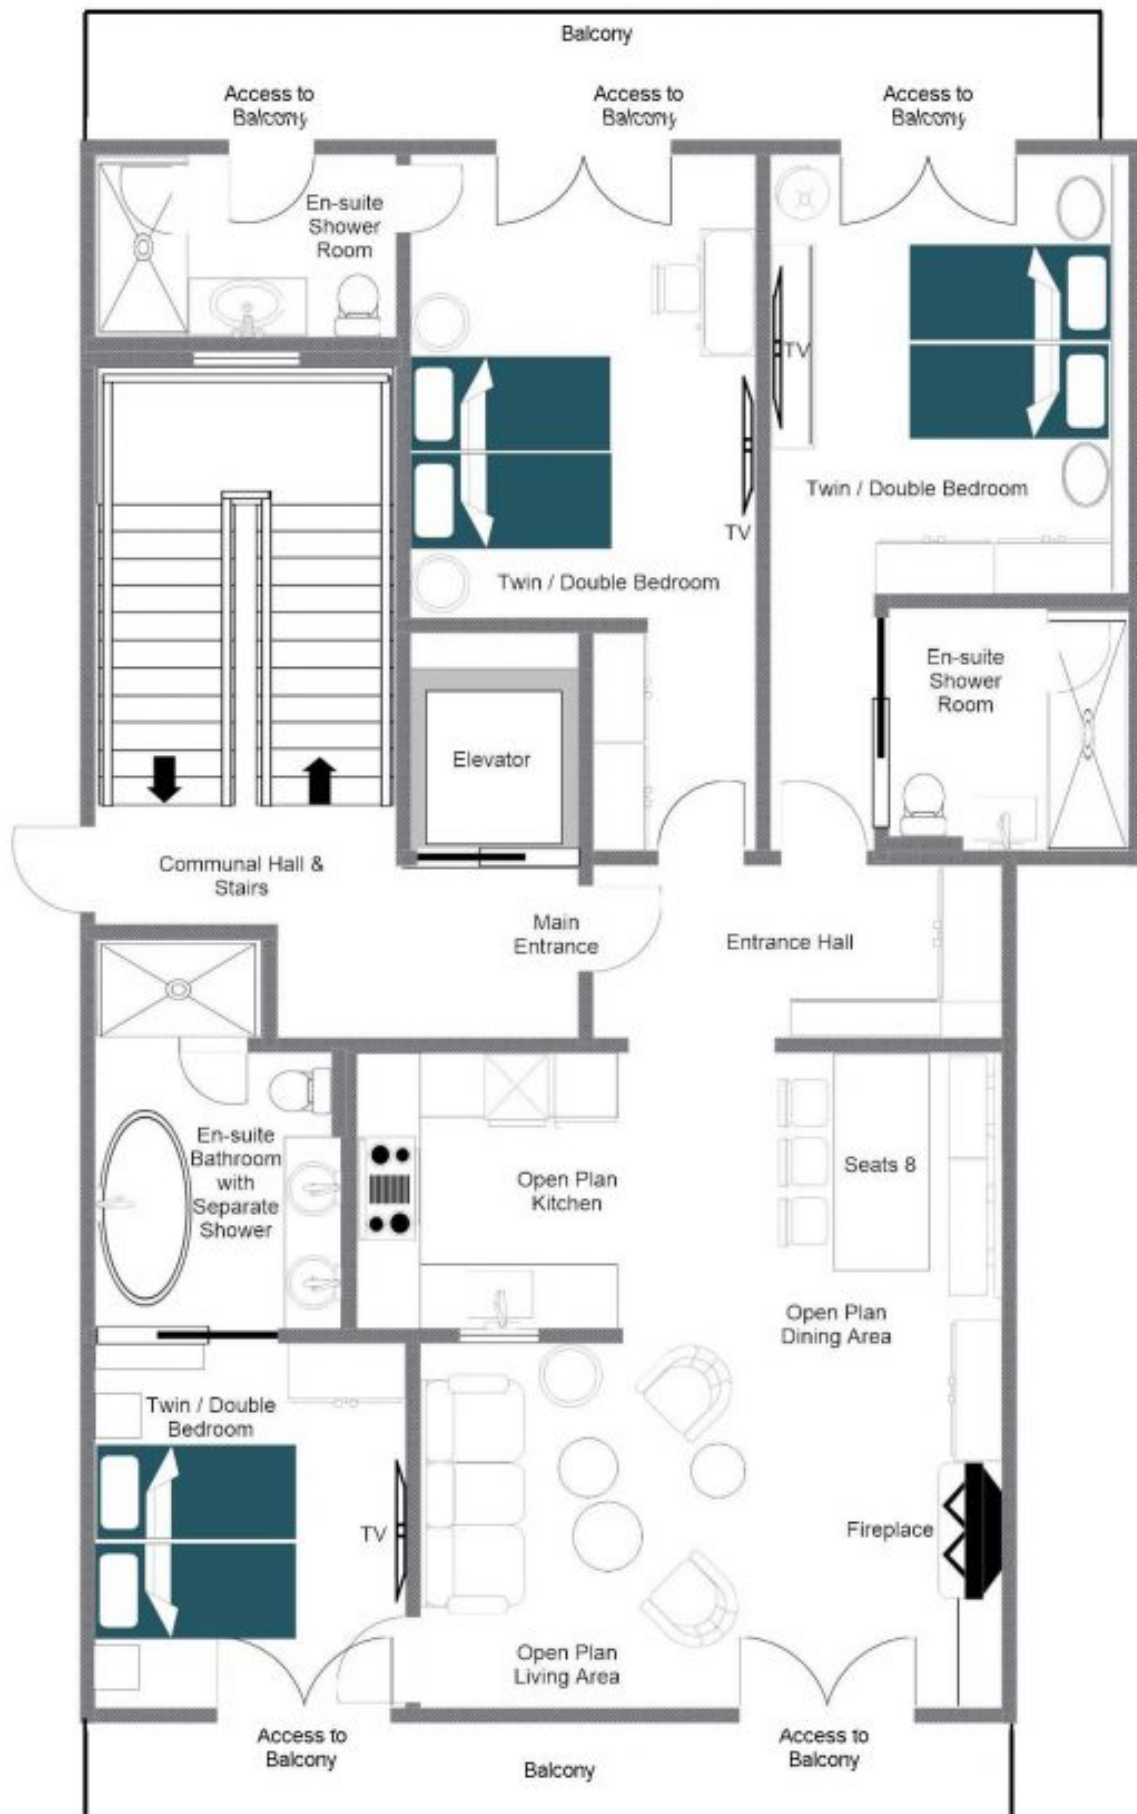 Balcony
Access to
Balcony
Access to
Balcony
Access to
Balcony
En-suite
Shower
Room
TV
Twin / Double Bedroom
TV
Twin / Double Bedroom
En-suite
Shower
Room
Elevator
Communal Hall &
Stairs
Main
Entrance
Entrance Hall
En-suite
Bathroom
with
Separate
Shower
Open Plan
Kitchen
Seats 8
Open Plan
Dining Area
Twin / Double
Bedroom
TV
Fireplace
Open Plan
Living Area
Access to
Balcony
Balcony
Access to
Balcony